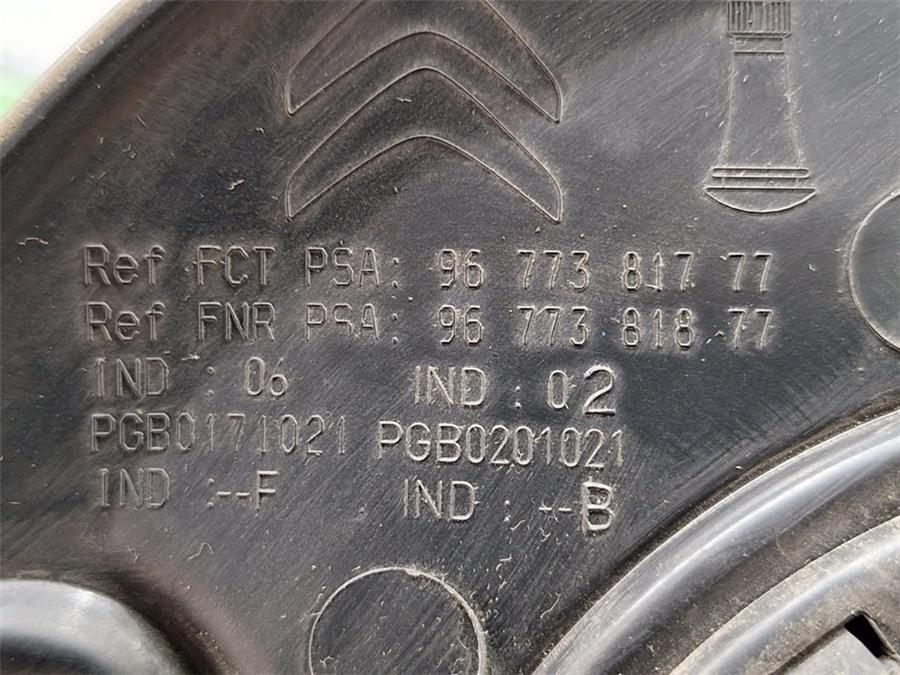 Ref FCT PSA: 96 773 817 77
Ref FNR PSA: 96 773 818 77
IND : 06 IND : 02
PGB0171021 PGB0201021
IND :--F IND : --B